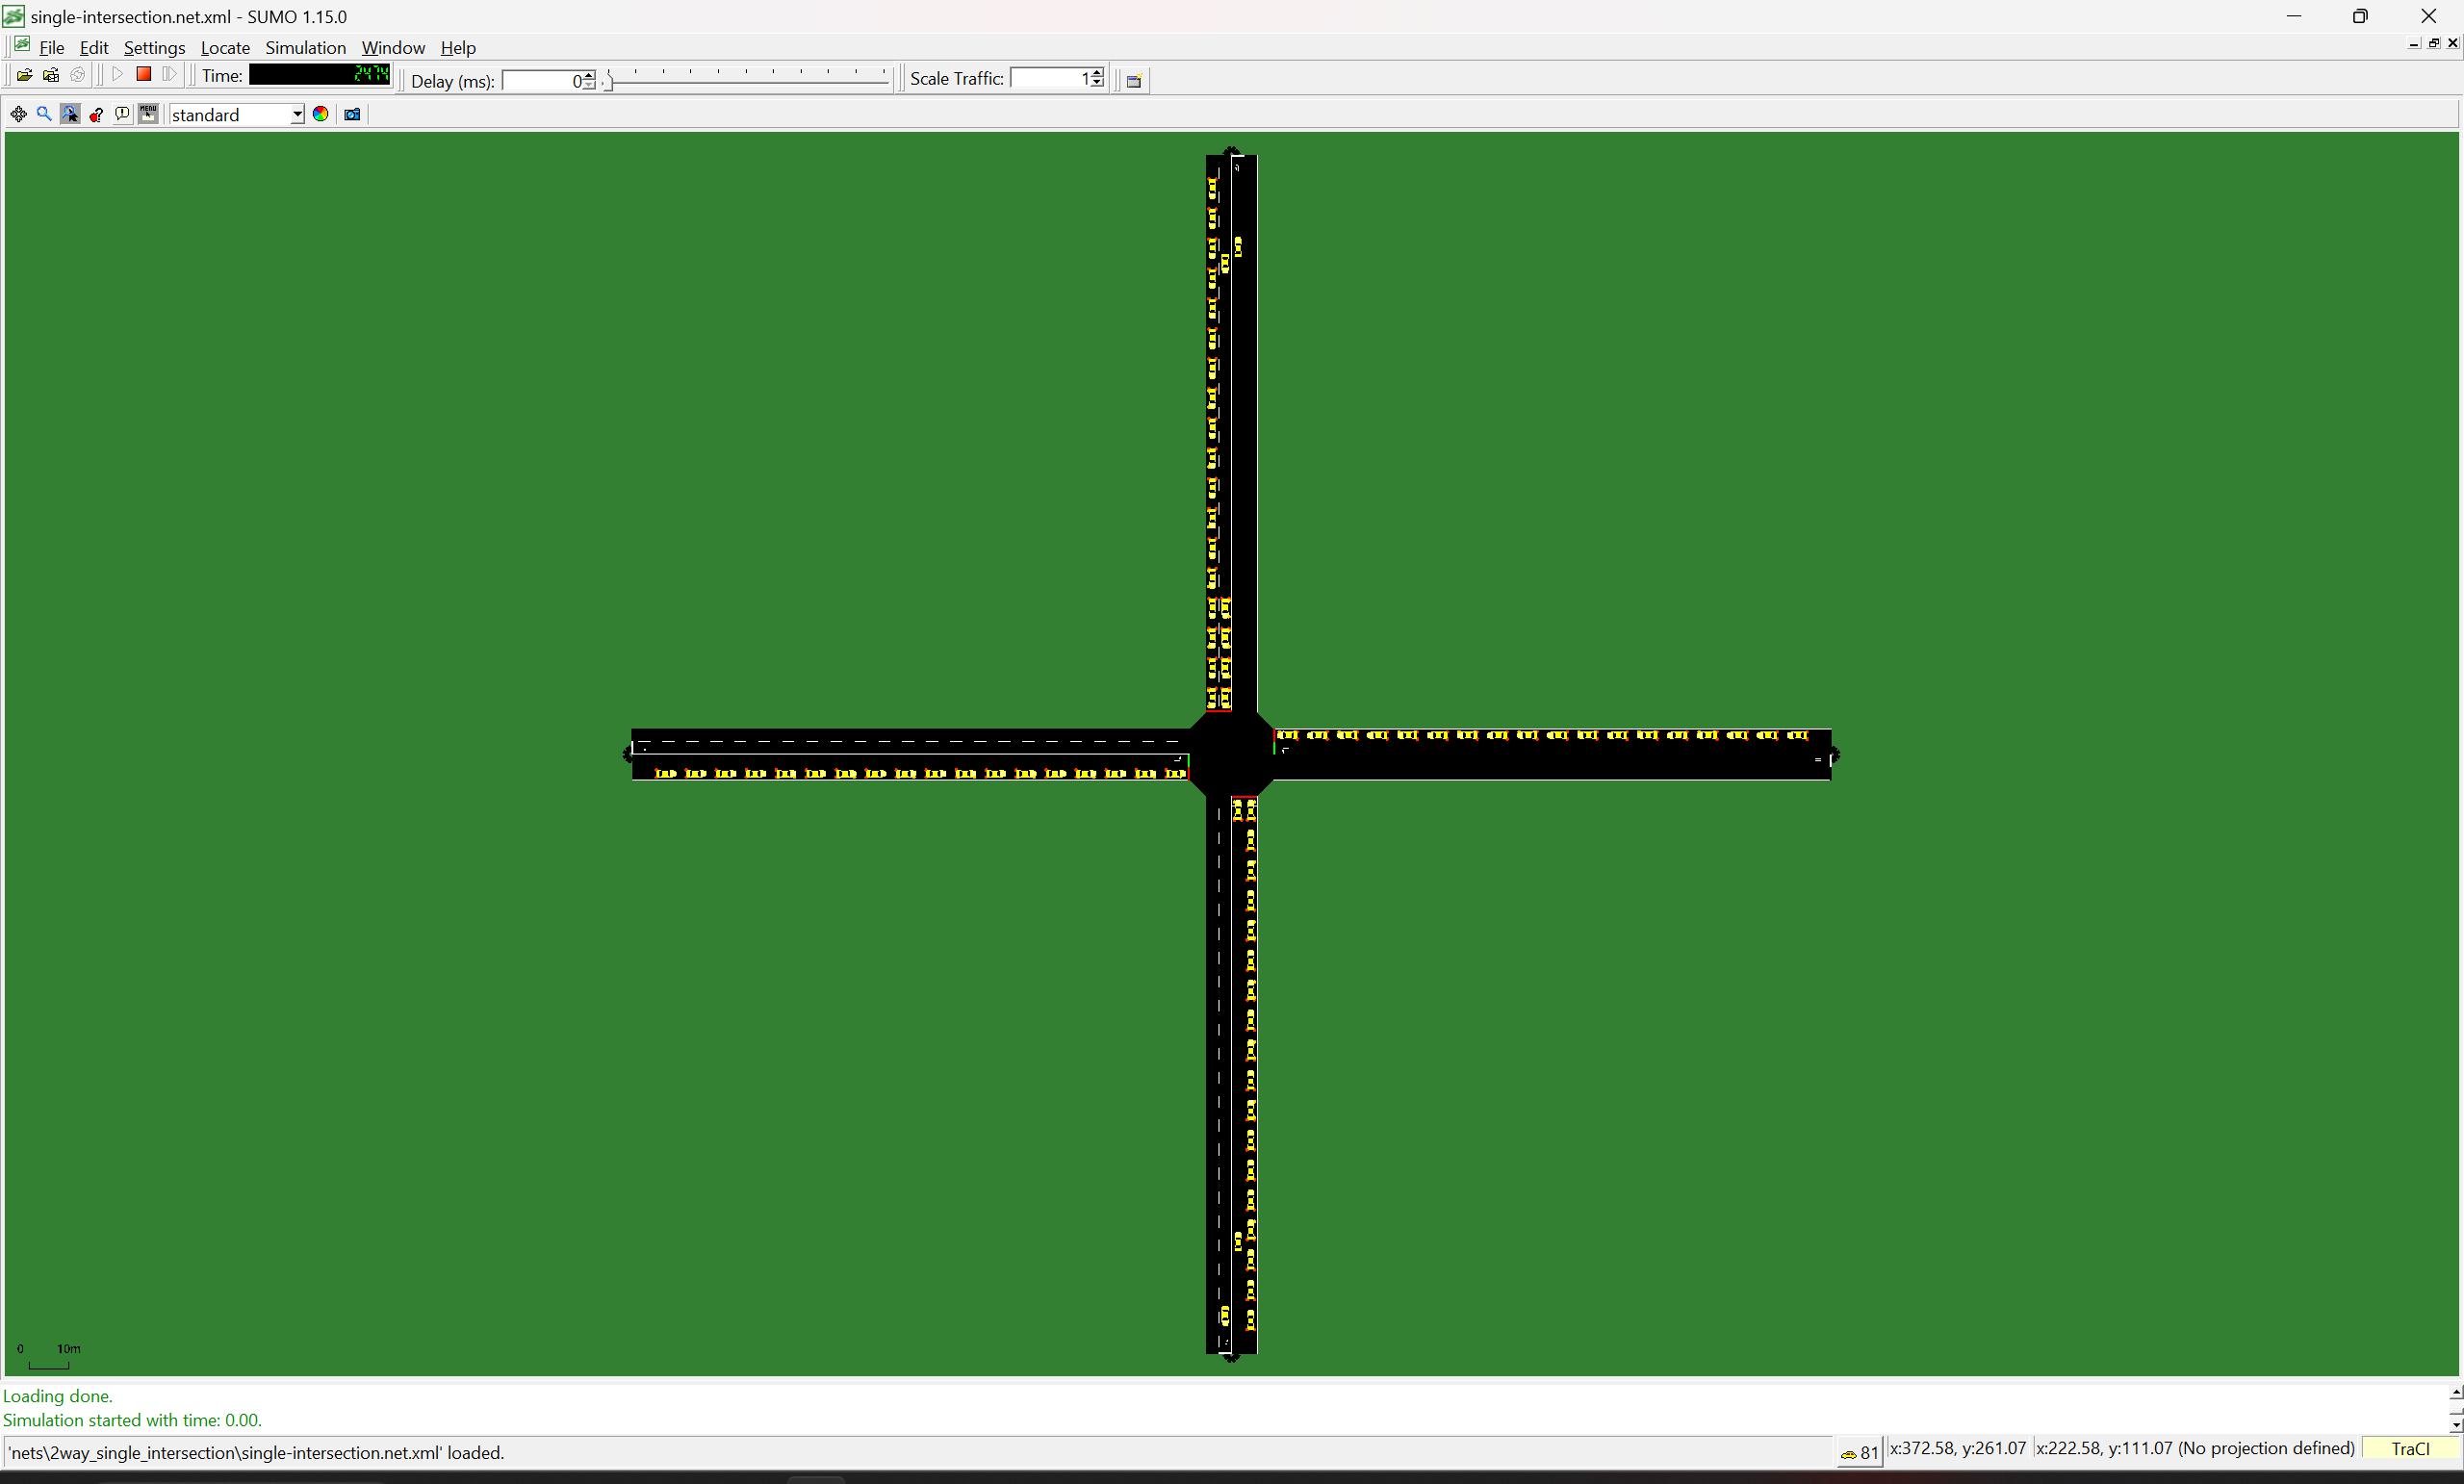 single-intersection.net.xml - SUMO 1.15.0
File Edit Settings Locate Simulation Window Help
Time: 2474 Delay (ms): 0 Scale Traffic: 1
MENU standard
0 10m
Loading done.
Simulation started with time: 0.00.
'nets\2way_single_intersection\single-intersection.net.xml' loaded. 81 x:372.58, y:261.07 x:222.58, y:111.07 (No projection defined) TraCI